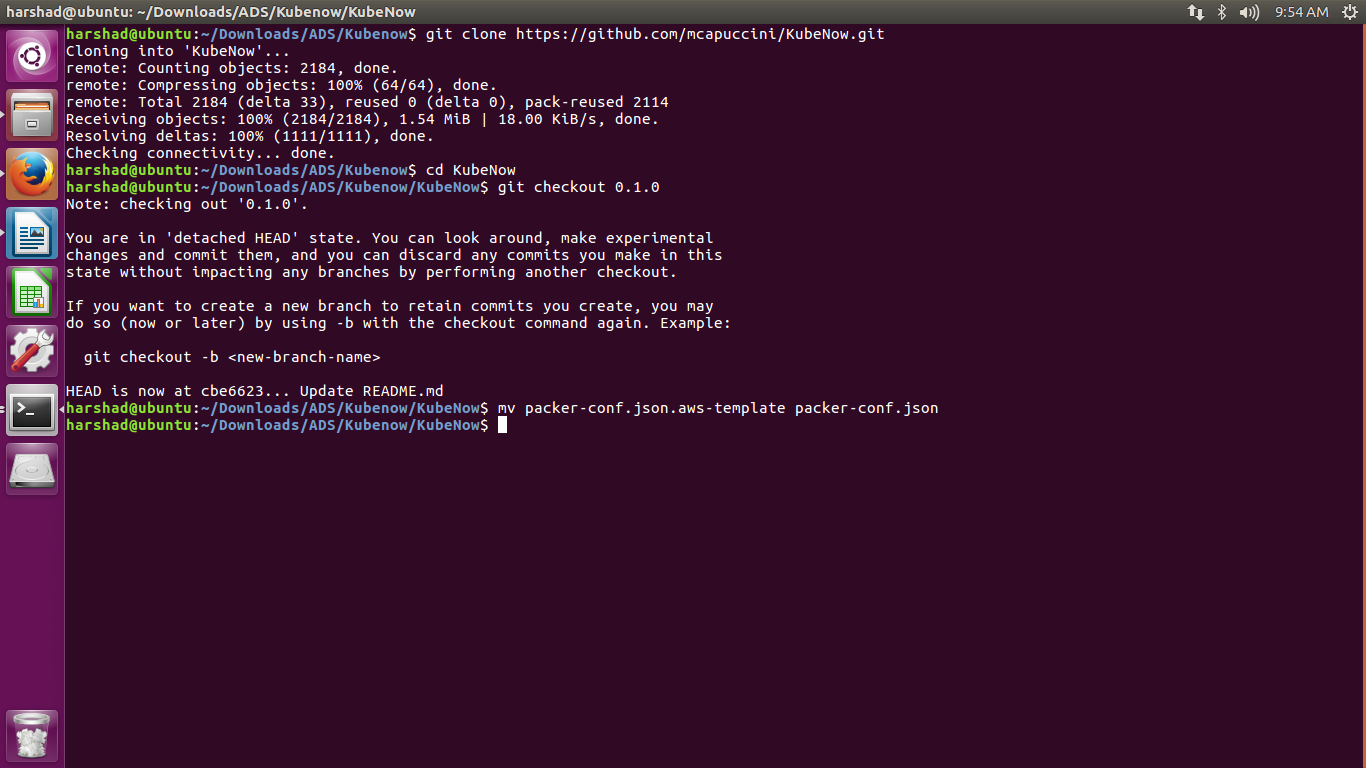 harshad@ubuntu: ~/Downloads/ADS/Kubenow/KubeNow 9:54 AM
harshad@ubuntu:~/Downloads/ADS/Kubenow$ git clone https://github.com/mcapuccini/KubeNow.git
Cloning into 'KubeNow'...
remote: Counting objects: 2184, done.
remote: Compressing objects: 100% (64/64), done.
remote: Total 2184 (delta 33), reused 0 (delta 0), pack-reused 2114
Receiving objects: 100% (2184/2184), 1.54 MiB | 18.00 KiB/s, done.
Resolving deltas: 100% (1111/1111), done.
Checking connectivity... done.
harshad@ubuntu:~/Downloads/ADS/Kubenow$ cd KubeNow
harshad@ubuntu:~/Downloads/ADS/Kubenow/KubeNow$ git checkout 0.1.0
Note: checking out '0.1.0'.
You are in 'detached HEAD' state. You can look around, make experimental
changes and commit them, and you can discard any commits you make in this
state without impacting any branches by performing another checkout.
If you want to create a new branch to retain commits you create, you may
do so (now or later) by using -b with the checkout command again. Example:
git checkout -b <new-branch-name>
HEAD is now at cbe6623... Update README.md
harshad@ubuntu:~/Downloads/ADS/Kubenow/KubeNow$ mv packer-conf.json.aws-template packer-conf.json
harshad@ubuntu:~/Downloads/ADS/Kubenow/KubeNow$